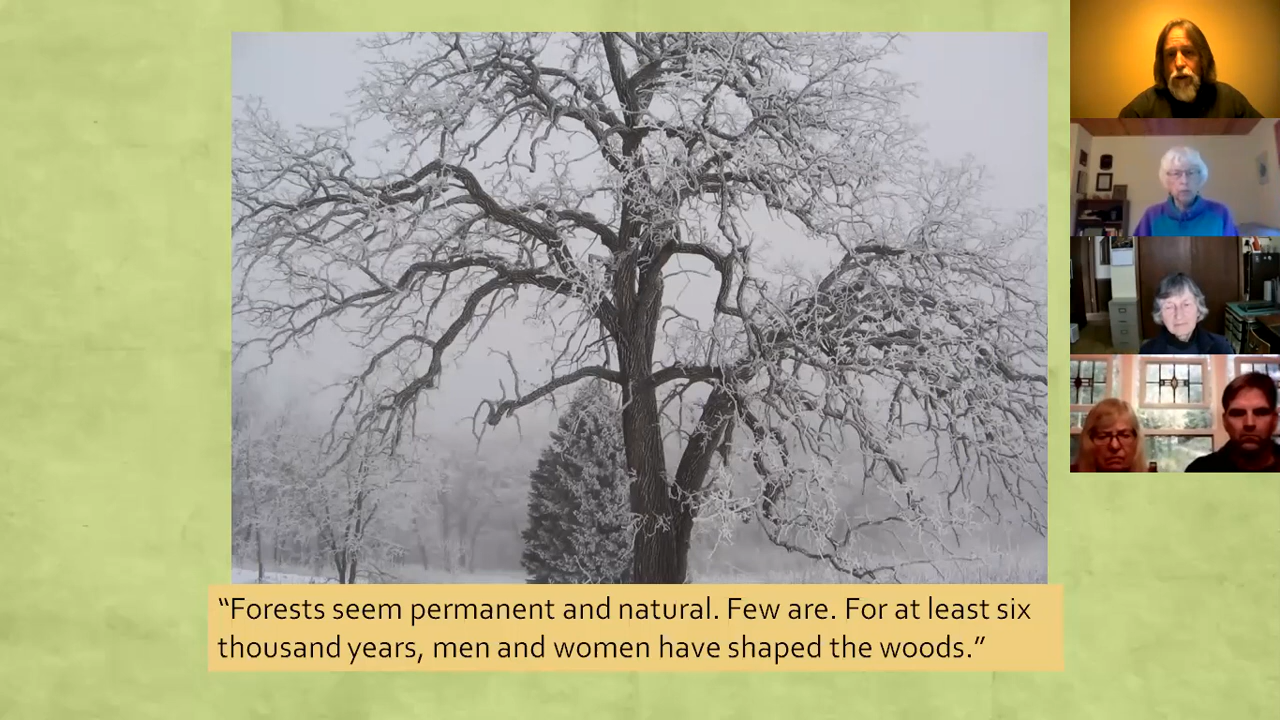 “Forests seem permanent and natural. Few are. For at least six
thousand years, men and women have shaped the woods.”